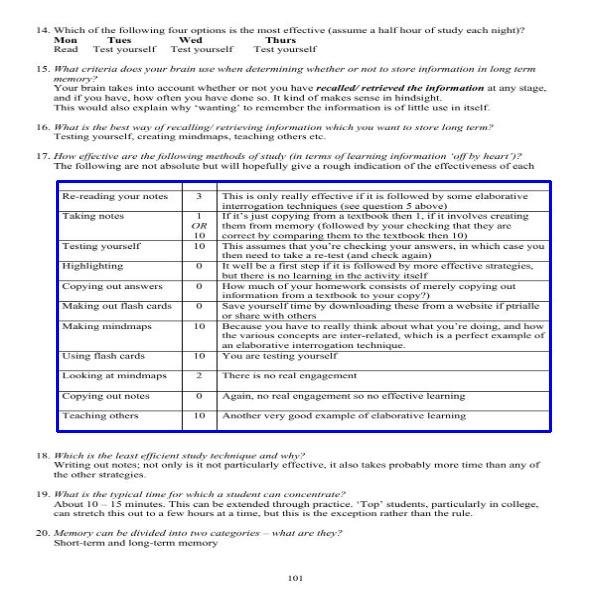 14. Which of the following four options is the most effective (assume a half hour of study each night)?
Mon Tues Wed Thurs
Read Test yourself Test yourself Test yourself
15. What criteria does your brain use when determining whether or not to store information in long term
memory?
Your brain takes into account whether or not you have recalled/ retrieved the information at any stage,
and if you have, how often you have done so. It kind of makes sense in hindsight.
This would also explain why ‘wanting’ to remember the information is of little use in itself.
16. What is the best way of recalling/ retrieving information which you want to store long term?
Testing yourself, creating mindmaps, teaching others etc.
17. How effective are the following methods of study (in terms of learning information ‘off by heart’)?
The following are not absolute but will hopefully give a rough indication of the effectiveness of each
Re-reading your notes 3 This is only really effective if it is followed by some elaborative
interrogation techniques (see question 5 above)
Taking notes 1 If it’s just copying from a textbook then 1, if it involves creating
OR them from memory (followed by your checking that they are
10 correct by comparing them to the textbook then 10)
Testing yourself 10 This assumes that you’re checking your answers, in which case you
then need to take a re-test (and check again)
Highlighting 0 It well be a first step if it is followed by more effective strategies,
but there is no learning in the activity itself
Copying out answers 0 How much of your homework consists of merely copying out
information from a textbook to your copy?)
Making out flash cards 0 Save yourself time by downloading these from a website if ptrialle
or share with others
Making mindmaps 10 Because you have to really think about what you’re doing, and how
the various concepts are inter-related, which is a perfect example of
an elaborative interrogation technique.
Using flash cards 10 You are testing yourself
Looking at mindmaps 2 There is no real engagement
Copying out notes 0 Again, no real engagement so no effective learning
Teaching others 10 Another very good example of elaborative learning
18. Which is the least efficient study technique and why?
Writing out notes; not only is it not particularly effective, it also takes probably more time than any of
the other strategies.
19. What is the typical time for which a student can concentrate?
About 10 – 15 minutes. This can be extended through practice. ‘Top’ students, particularly in college,
can stretch this out to a few hours at a time, but this is the exception rather than the rule.
20. Memory can be divided into two categories – what are they?
Short-term and long-term memory
101